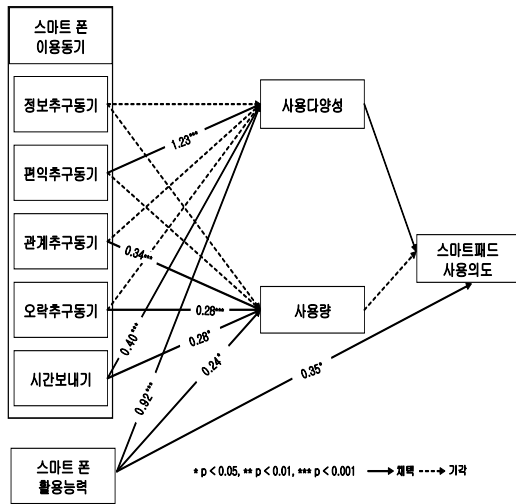 스마트 폰
이용동기
정보추구동기
사용다양성
1.23***
편익추구동기
관계추구동기
0.34***
스마트패드
사용의도
오락추구동기
0.28***
사용량
0.40***
0.28*
시간보내기
0.24*
0.35*
0.92***
스마트 폰
활용능력
* p < 0.05, ** p < 0.01, *** p < 0.001 채택 기각